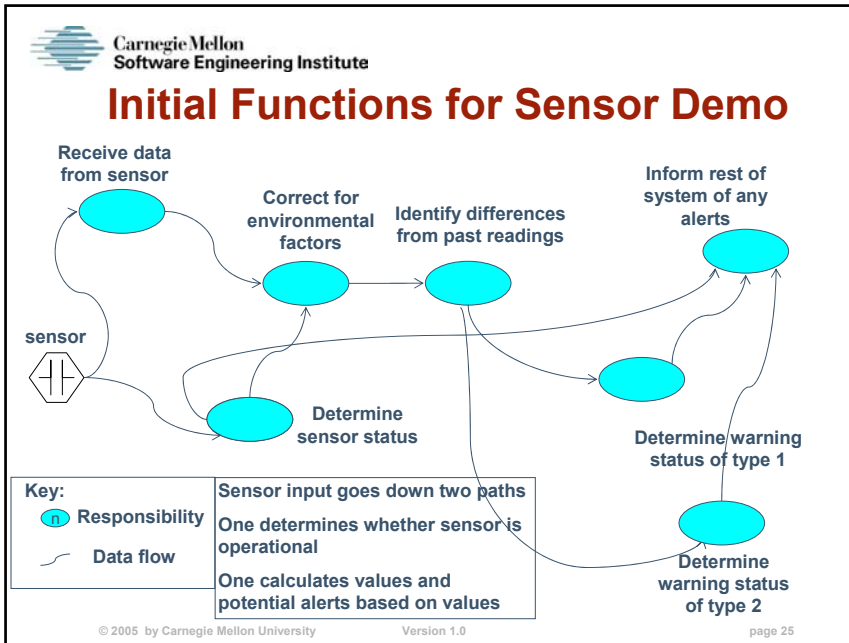 Carnegie Mellon
Software Engineering Institute
Initial Functions for Sensor Demo
Receive data
from sensor
Correct for
environmental
factors
Identify differences
from past readings
Inform rest of
system of any
alerts
sensor
Determine
sensor status
Determine warning
status of type 1
Determine
warning status
of type 2
Key:
n Responsibility
Data flow
Sensor input goes down two paths
One determines whether sensor is
operational
One calculates values and
potential alerts based on values
© 2005 by Carnegie Mellon University Version 1.0 page 25